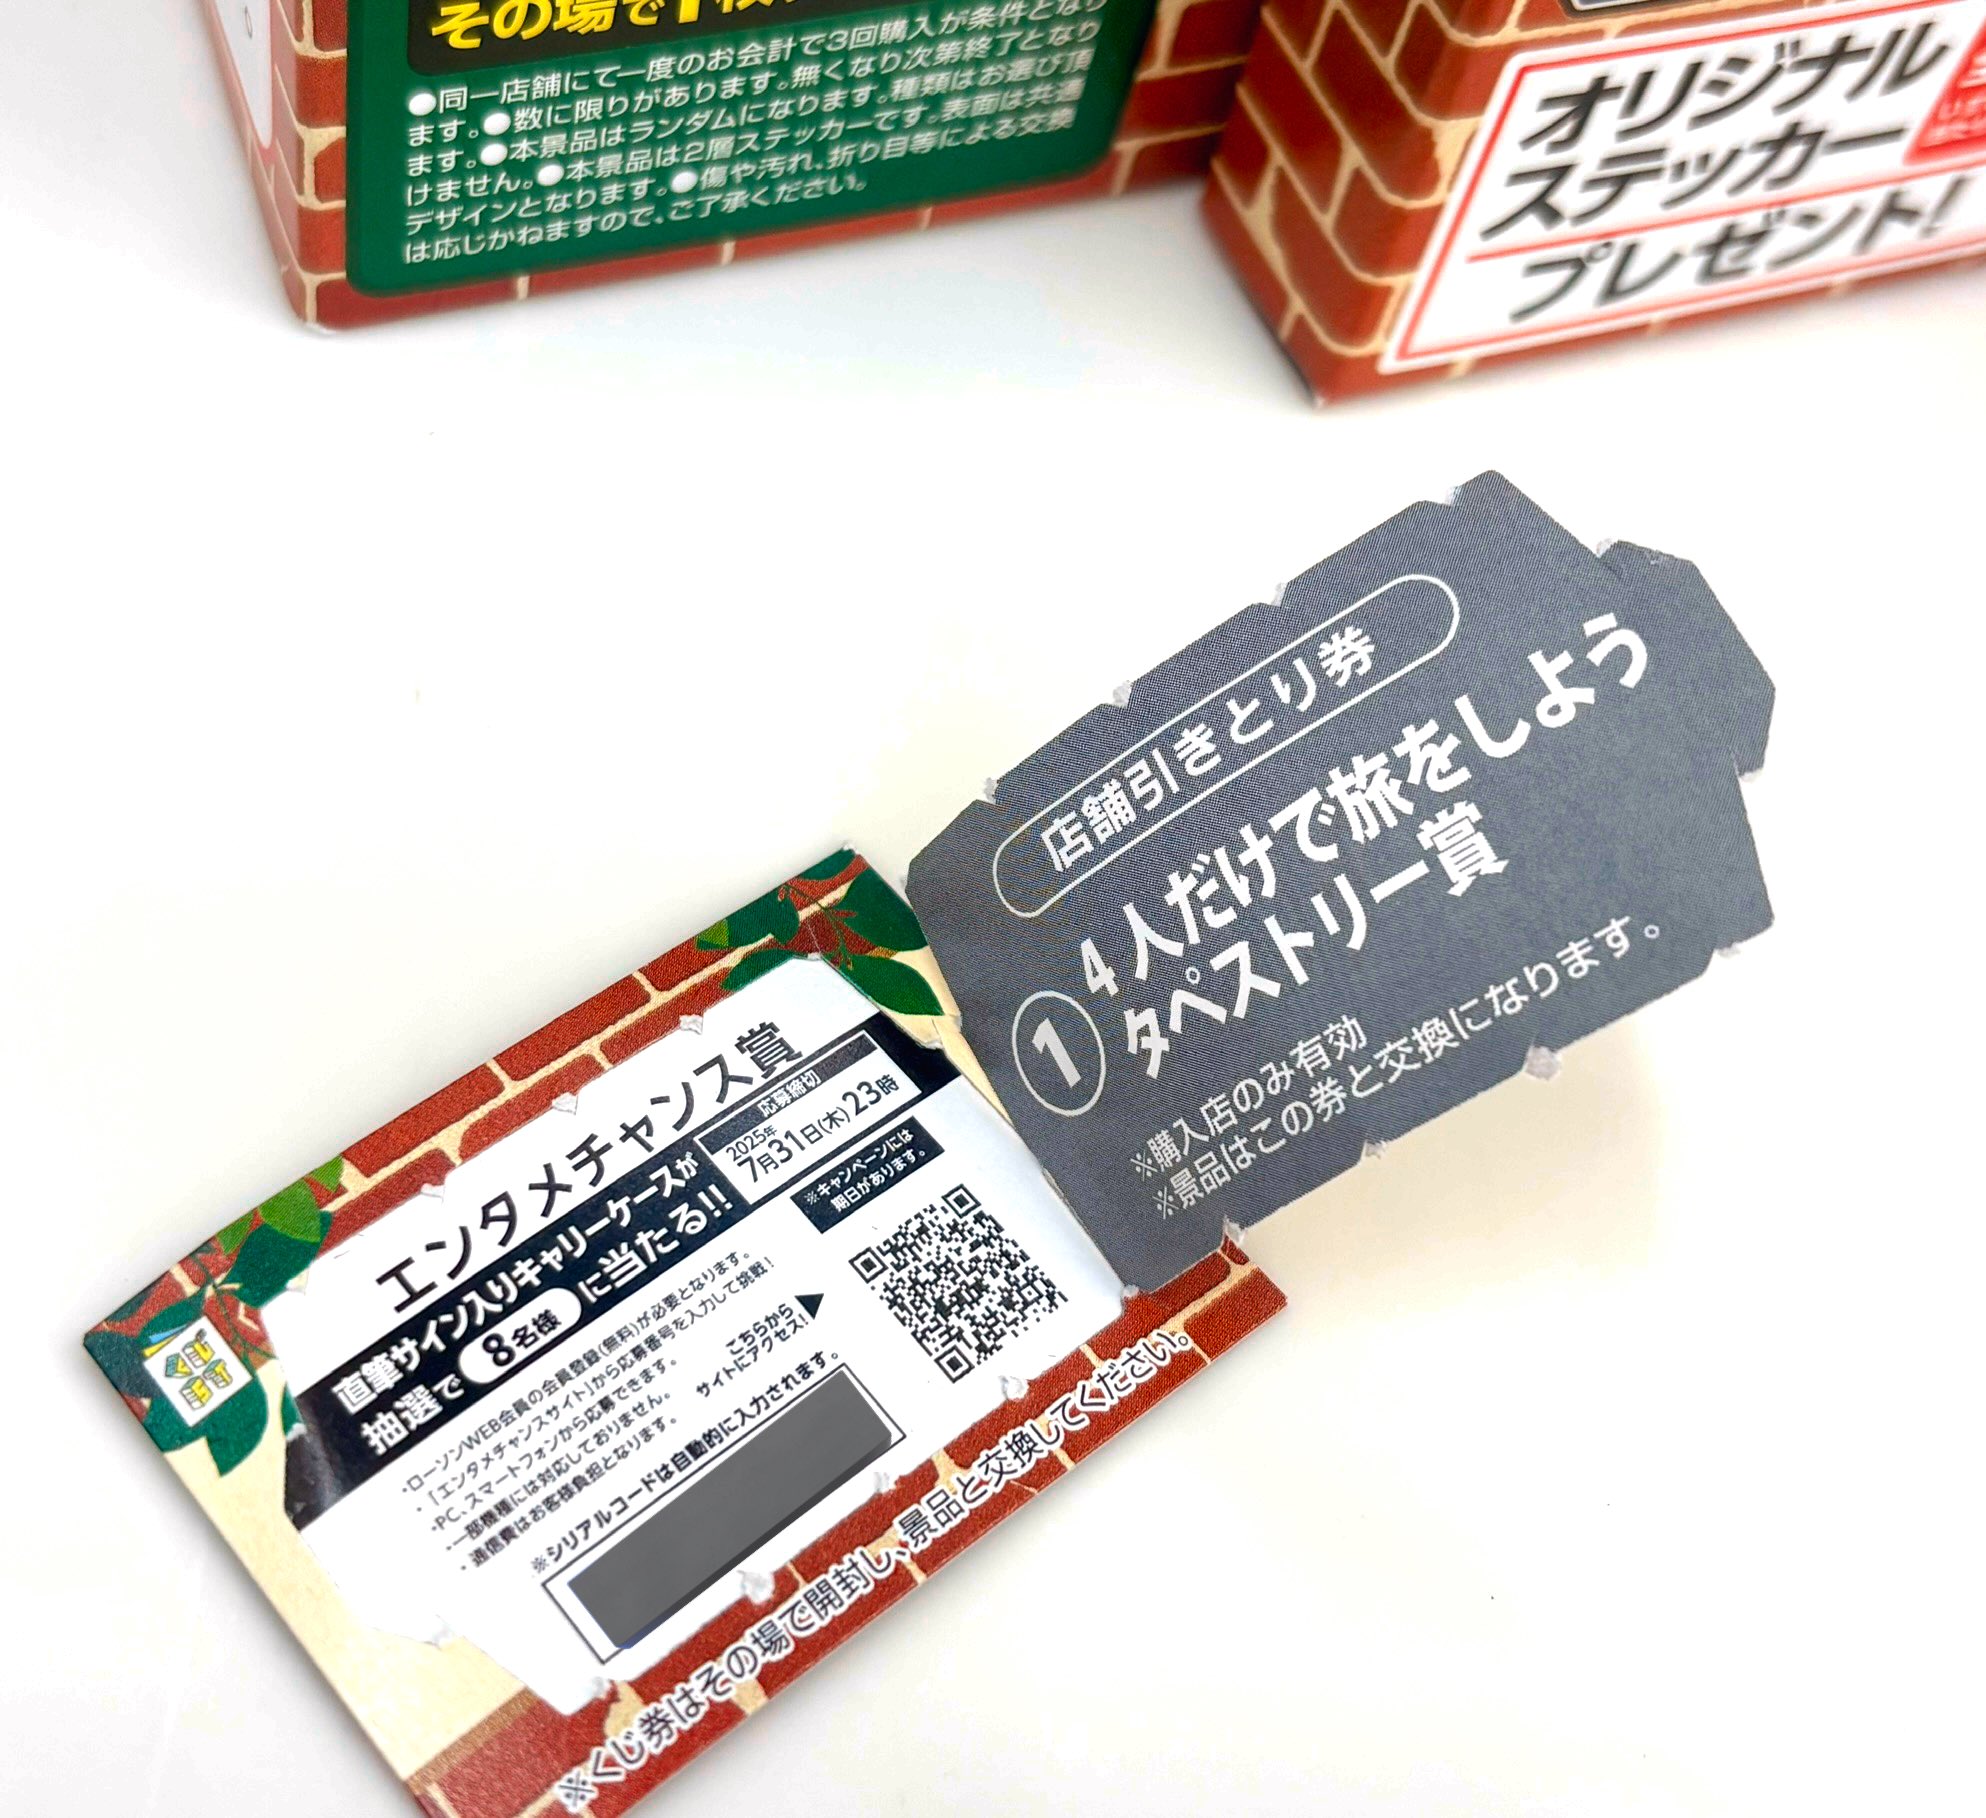 その場で1枚
●同一店舗にて一度のお会計で3回購入が条件となり
ます。●数に限りがあります。無くなり次第終了となり
ます。●本景品はランダムになります。種類はお選び頂
けません。●本景品は2層ステッカーです。表面は共通
デザインとなります。●傷や汚れ、折り目等による交換
は応じかねますので、ご了承ください。
オリジナル
ステッカー
プレゼント!
店舗引きとり券
1
4人だけで旅をしよう
タペストリー賞
※購入店のみ有効
※景品はこの券と交換になります。
エンタメチャンス賞
直筆サイン入りキャリーケースが
抽選で8名様に当たる!!
応募締切
2025年
7月31日(木)23時
※キャンペーンには
期日があります。
・ローソンWEB会員の会員登録(無料)が必要となります。
・「エンタメチャンスサイト」から応募番号を入力して挑戦!
・PC、スマートフォンから応募できます。
・一部機種には対応しておりません。
・通信費はお客様負担となります。
こちらから
サイトにアクセス!
※シリアルコードは自動的に入力されます。
くじ
※くじ券はその場で開封し、景品と交換してください。